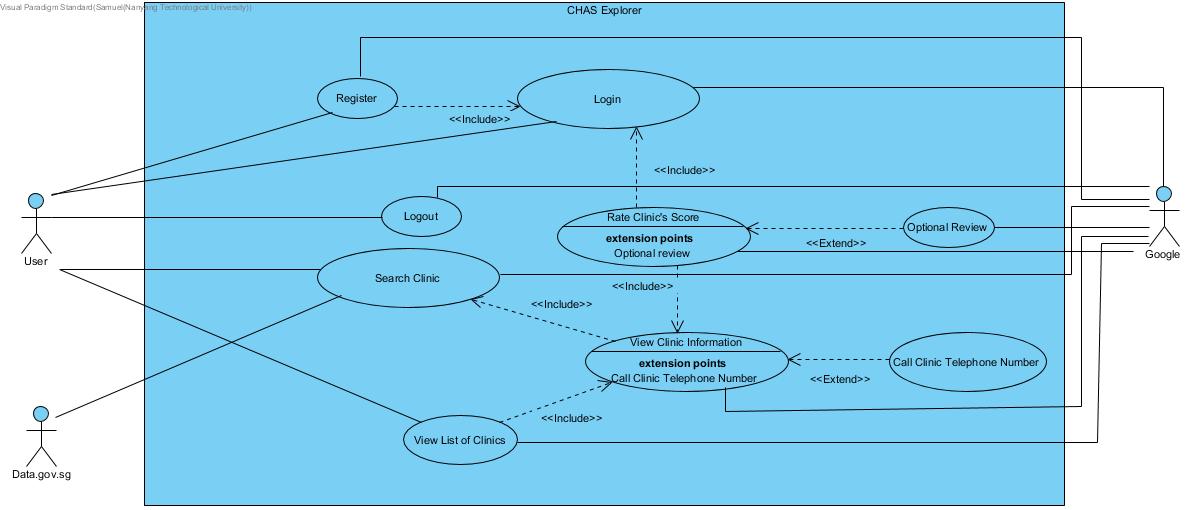 Visual Paradigm Standard(Samuel(Nanyang Technological University))
CHAS Explorer
Register
Login
<<Include>>
<<Include>>
Logout
Rate Clinic's Score
extension points
Optional review
Optional Review
<<Extend>>
User
Google
Search Clinic
<<Include>>
<<Include>>
View Clinic Information
extension points
Call Clinic Telephone Number
Call Clinic Telephone Number
<<Extend>>
<<Include>>
View List of Clinics
Data.gov.sg